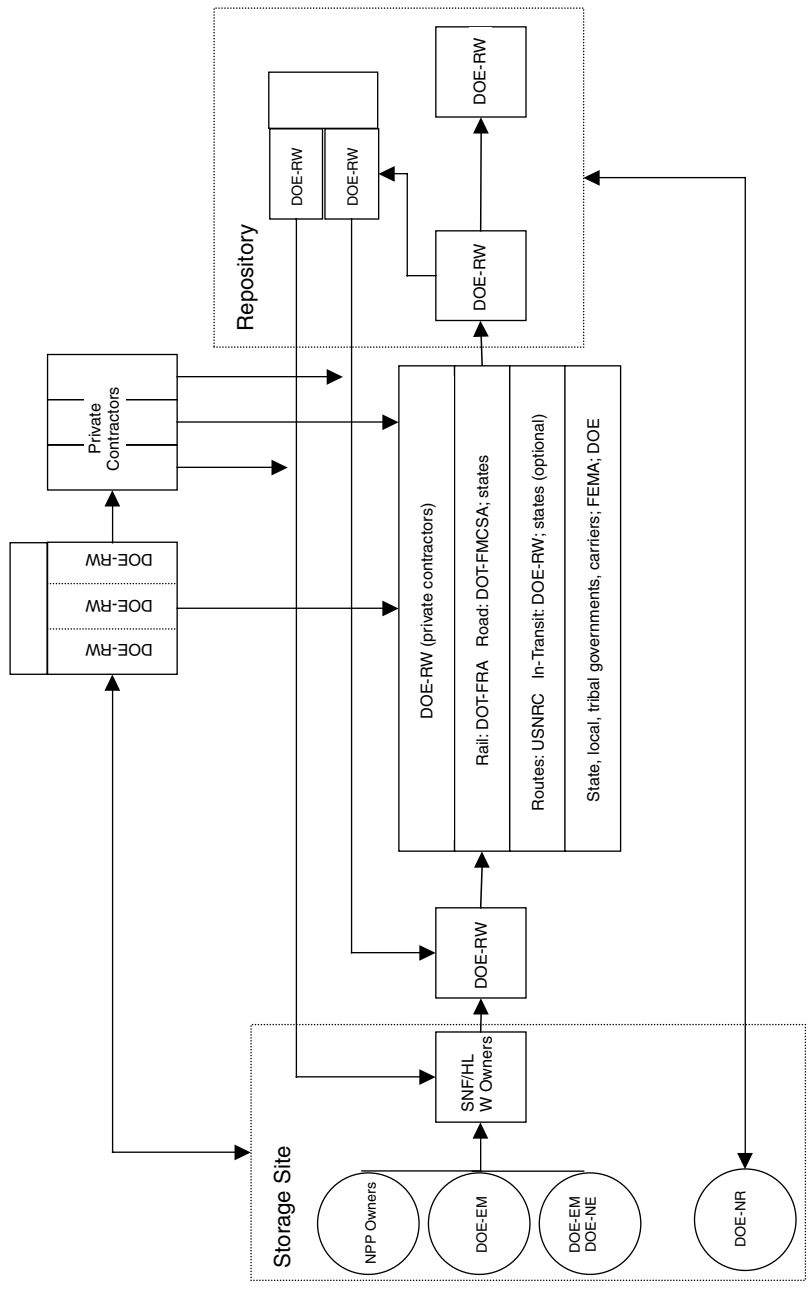 Storage Site
NPP Owners
DOE-EM
DOE-EM
DOE-NE
DOE-NR
SNF/HL
W Owners
DOE-RW
DOE-RW
DOE-RW
DOE-RW
Private
Contractors
DOE-RW (private contractors)
Rail: DOT-FRA Road: DOT-FMCSA; states
Routes: USNRC In-Transit: DOE-RW; states (optional)
State, local, tribal governments, carriers; FEMA; DOE
Repository
DOE-RW
DOE-RW
DOE-RW
DOE-RW